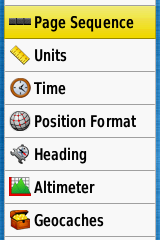 Page Sequence
Units
Time
Position Format
Heading
Altimeter
Geocaches